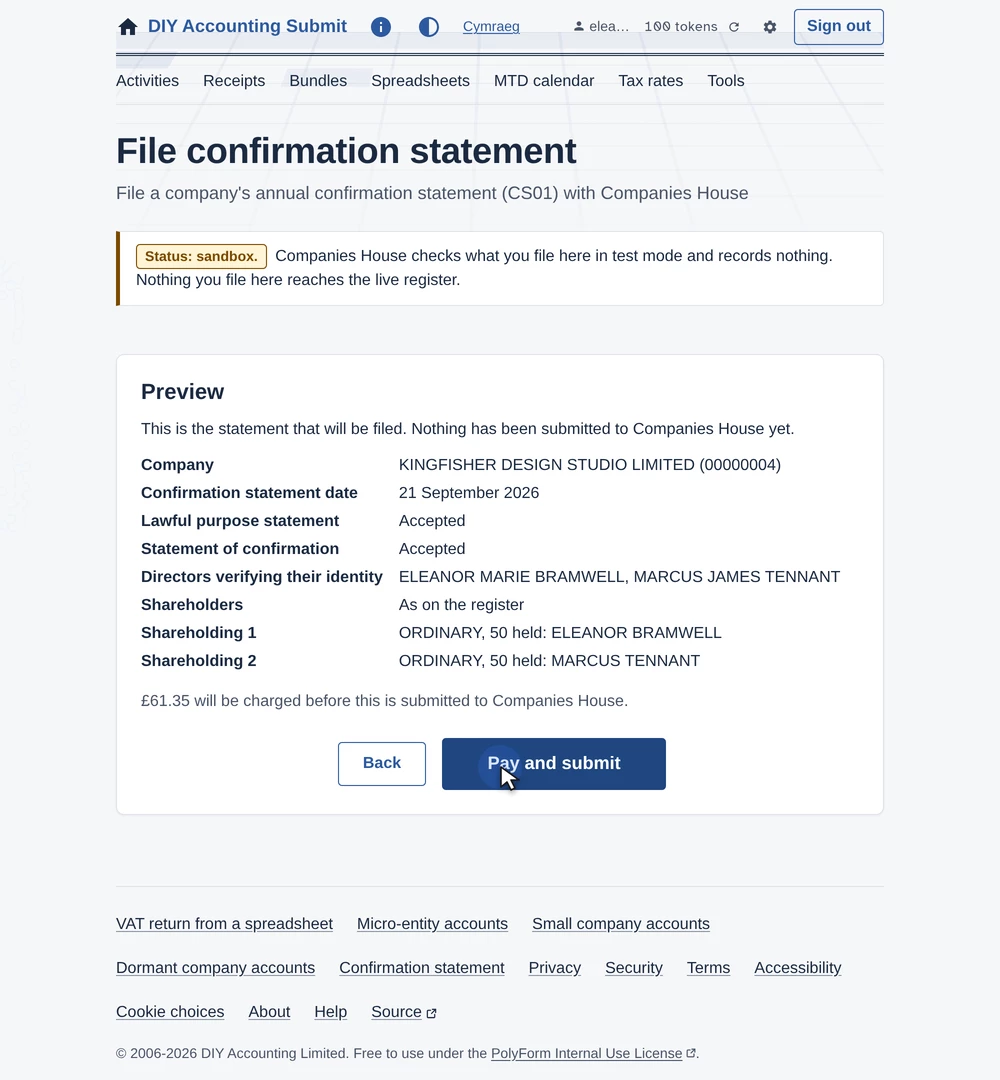 DIY Accounting Submit Cymraeg elea... 100 tokens Sign out
Activities Receipts Bundles Spreadsheets MTD calendar Tax rates Tools
File confirmation statement
File a company's annual confirmation statement (CS01) with Companies House
Status: sandbox. Companies House checks what you file here in test mode and records nothing.
Nothing you file here reaches the live register.
Preview
This is the statement that will be filed. Nothing has been submitted to Companies House yet.
Company KINGFISHER DESIGN STUDIO LIMITED (00000004)
Confirmation statement date 21 September 2026
Lawful purpose statement Accepted
Statement of confirmation Accepted
Directors verifying their identity ELEANOR MARIE BRAMWELL, MARCUS JAMES TENNANT
Shareholders As on the register
Shareholding 1 ORDINARY, 50 held: ELEANOR BRAMWELL
Shareholding 2 ORDINARY, 50 held: MARCUS TENNANT
£61.35 will be charged before this is submitted to Companies House.
Back Pay and submit
VAT return from a spreadsheet Micro-entity accounts Small company accounts
Dormant company accounts Confirmation statement Privacy Security Terms Accessibility
Cookie choices About Help Source
© 2006-2026 DIY Accounting Limited. Free to use under the PolyForm Internal Use License.